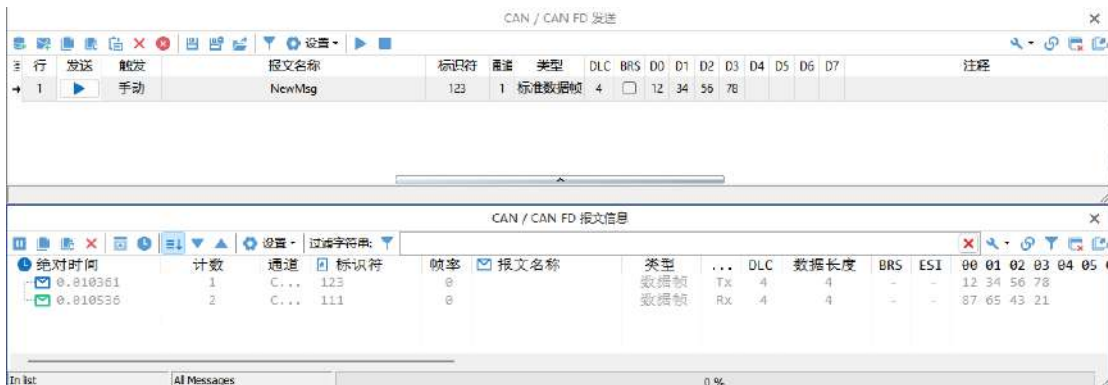 CAN / CAN FD 发送
设置
行 发送 触发 报文名称 标识符 通道 类型 DLC BRS D0 D1 D2 D3 D4 D5 D6 D7 注释
1 手动 NewMsg 123 1 标准数据帧 4 12 34 56 78
CAN / CAN FD 报文信息
设置 过滤字符串:
绝对时间 计数 通道 标识符 帧率 报文名称 类型 ... DLC 数据长度 BRS ESI 00 01 02 03 04 05
0.010361 1 C... 123 0 数据帧 Tx 4 4 - - 12 34 56 78
0.010536 2 C... 111 0 数据帧 Rx 4 4 - - 87 65 43 21
In list All Messages 0 %